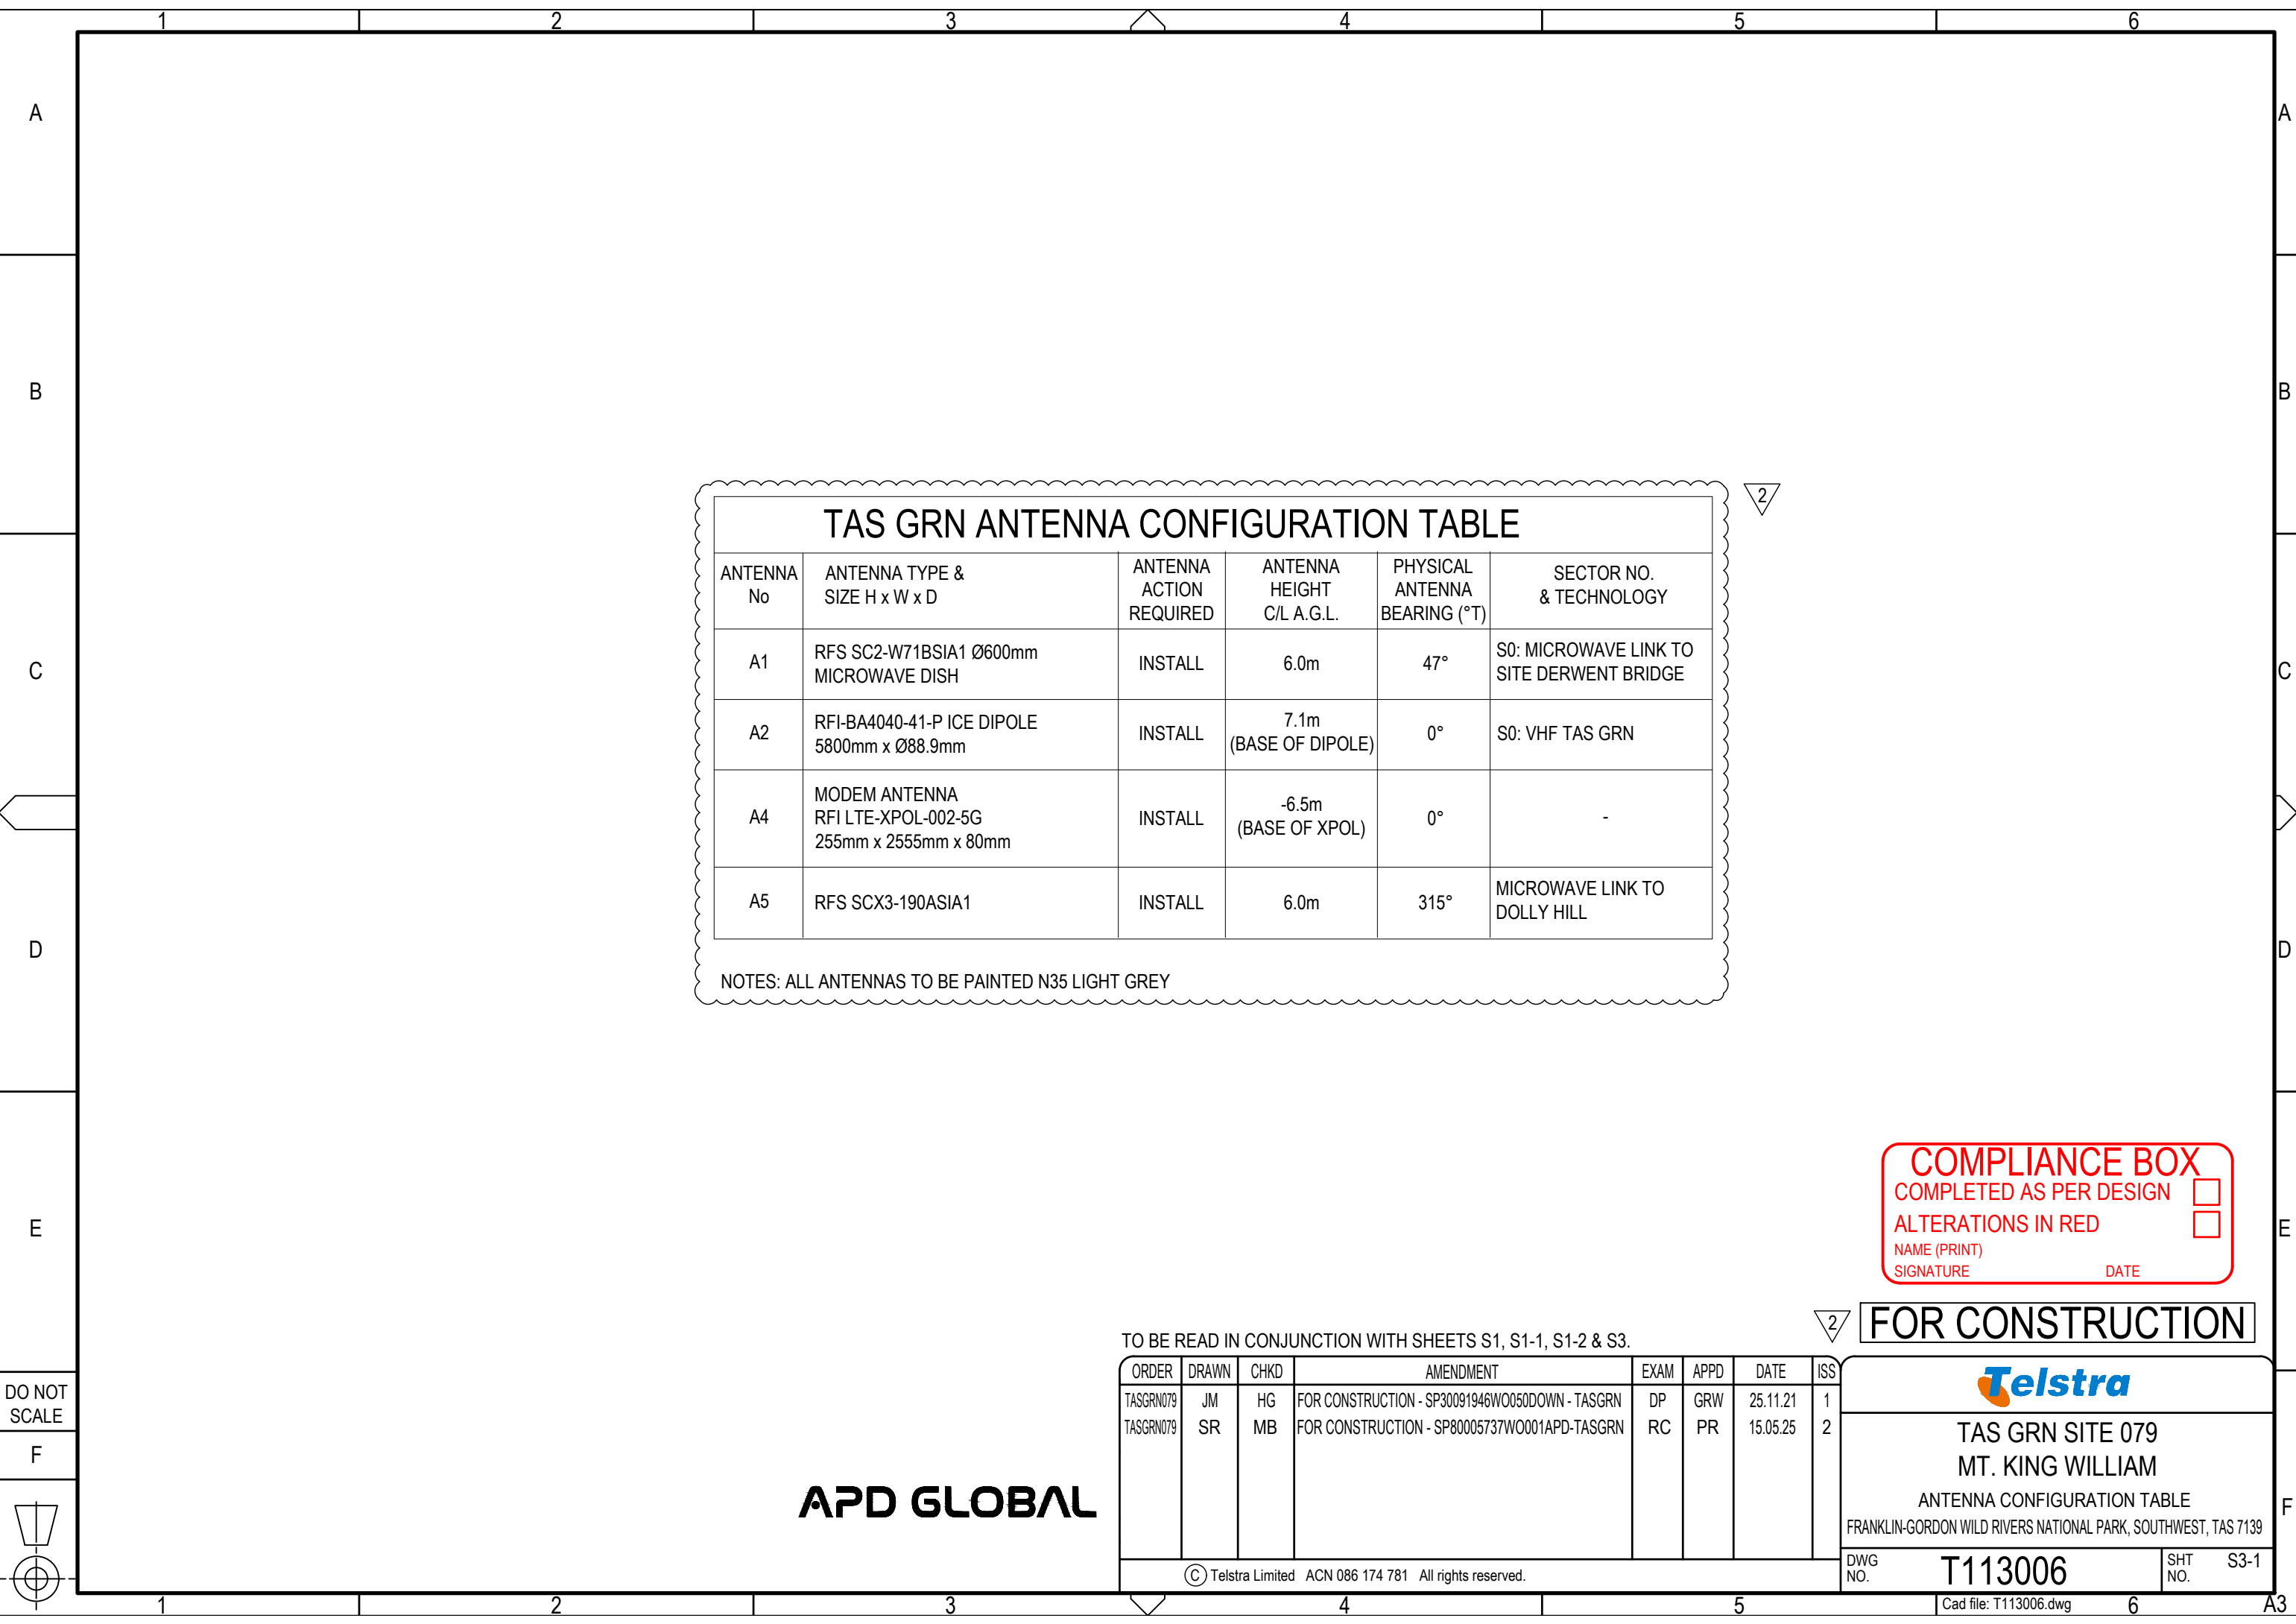 1 2 3 4 5 6
A A
B B
C C
D D
E E
F F
2
TAS GRN ANTENNA CONFIGURATION TABLE
ANTENNA No ANTENNA TYPE & SIZE H x W x D ANTENNA ACTION REQUIRED ANTENNA HEIGHT C/L A.G.L. PHYSICAL ANTENNA BEARING (°T) SECTOR NO. & TECHNOLOGY
A1 RFS SC2-W71BSIA1 Ø600mm MICROWAVE DISH INSTALL 6.0m 47° S0: MICROWAVE LINK TO SITE DERWENT BRIDGE
A2 RFI-BA4040-41-P ICE DIPOLE 5800mm x Ø88.9mm INSTALL 7.1m (BASE OF DIPOLE) 0° S0: VHF TAS GRN
A4 MODEM ANTENNA RFI LTE-XPOL-002-5G 255mm x 2555mm x 80mm INSTALL -6.5m (BASE OF XPOL) 0° -
A5 RFS SCX3-190ASIA1 INSTALL 6.0m 315° MICROWAVE LINK TO DOLLY HILL
NOTES: ALL ANTENNAS TO BE PAINTED N35 LIGHT GREY
COMPLIANCE BOX
COMPLETED AS PER DESIGN
ALTERATIONS IN RED
NAME (PRINT)
SIGNATURE DATE
2 FOR CONSTRUCTION
TO BE READ IN CONJUNCTION WITH SHEETS S1, S1-1, S1-2 & S3.
ORDER DRAWN CHKD AMENDMENT EXAM APPD DATE ISS
TASGRN079 JM HG FOR CONSTRUCTION - SP30091946WO050DOWN - TASGRN DP GRW 25.11.21 1
TASGRN079 SR MB FOR CONSTRUCTION - SP80005737WO001APD-TASGRN RC PR 15.05.25 2
DO NOT
SCALE
APD GLOBAL
C Telstra Limited ACN 086 174 781 All rights reserved.
Telstra
TAS GRN SITE 079
MT. KING WILLIAM
ANTENNA CONFIGURATION TABLE
FRANKLIN-GORDON WILD RIVERS NATIONAL PARK, SOUTHWEST, TAS 7139
DWG NO. T113006 SHT NO. S3-1
Cad file: T113006.dwg
1 2 3 4 5 6 A3